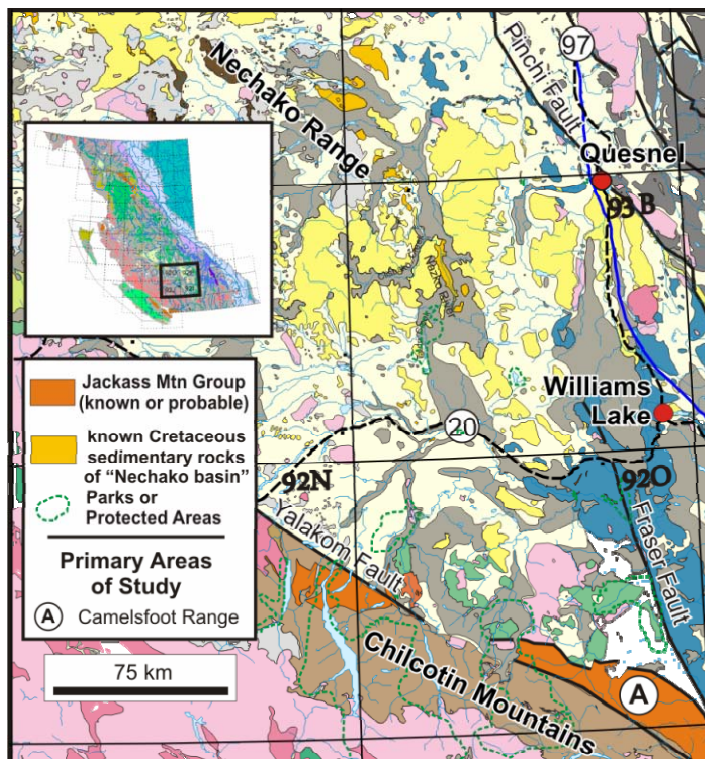 97
Pinchi Fault
Nechako Range
Quesnel
93B
Jackass Mtn Group
(known or probable)
known Cretaceous
sedimentary rocks
of “Nechako basin”
Parks or
Protected Areas
Primary Areas
of Study
A Camelsfoot Range
75 km
Williams
Lake
20
92N
92O
Yalakom Fault
Fraser Fault
Chilcotin Mountains
A